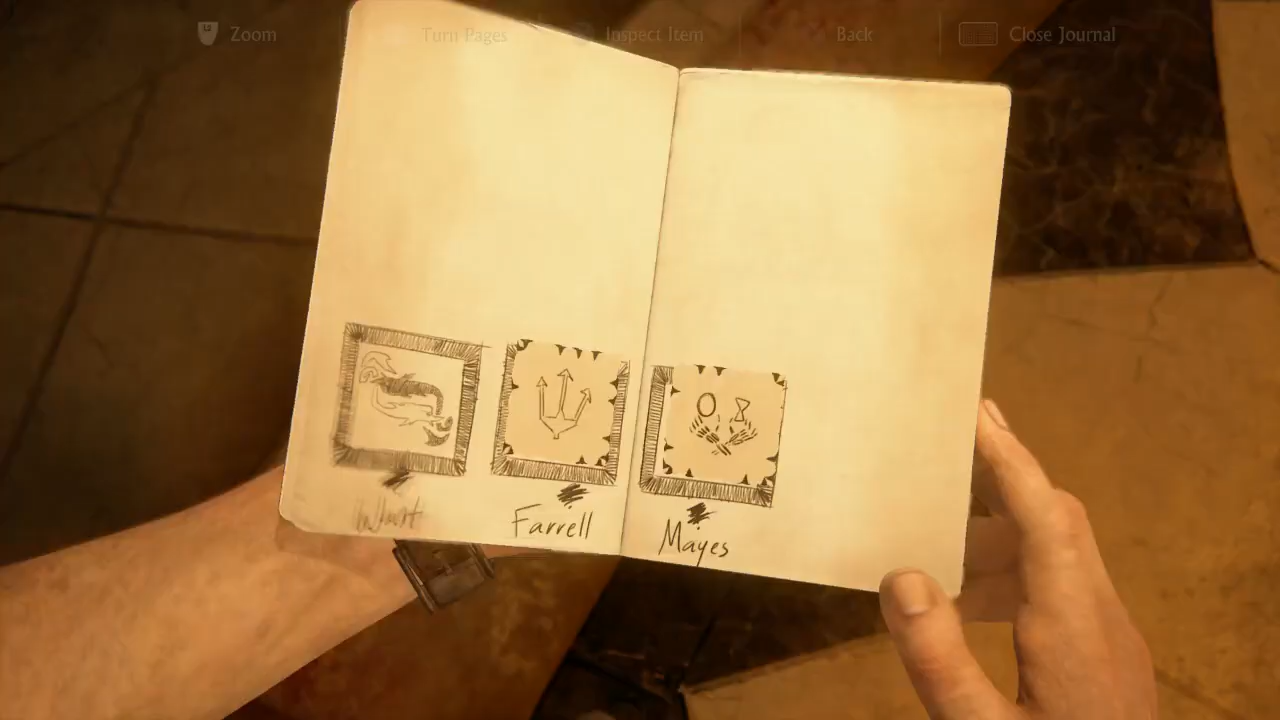 Zoom
Turn Pages
Inspect Item
Back
Close Journal
Farrell
Mayes